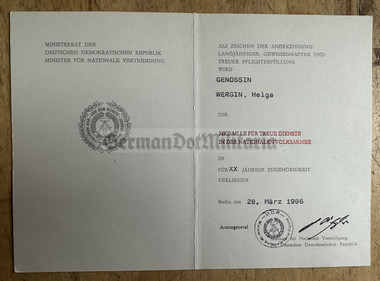 MINISTERRAT DER
DEUTSCHEN DEMOKRATISCHEN REPUBLIK
MINISTER FÜR NATIONALE VERTEIDIGUNG
ALS ZEICHEN DER ANERKENNUNG
LANGJÄHRIGER, GEWISSENHAFTER UND
TREUER PFLICHTERFÜLLUNG
WIRD
GENOSSIN
WERGIN, Helga
DIE
MEDAILLE FÜR TREUE DIENSTE
IN DER NATIONALEN VOLKSARMEE
IN
FÜR XX JÄHRIGE ZUGEHÖRIGKEIT
VERLIEHEN
Berlin, den 28. März 1986
Armeegeneral
für Nationale Verteidigung
Deutschen Demokratischen Republik
DDR
GermanDotMilitaria